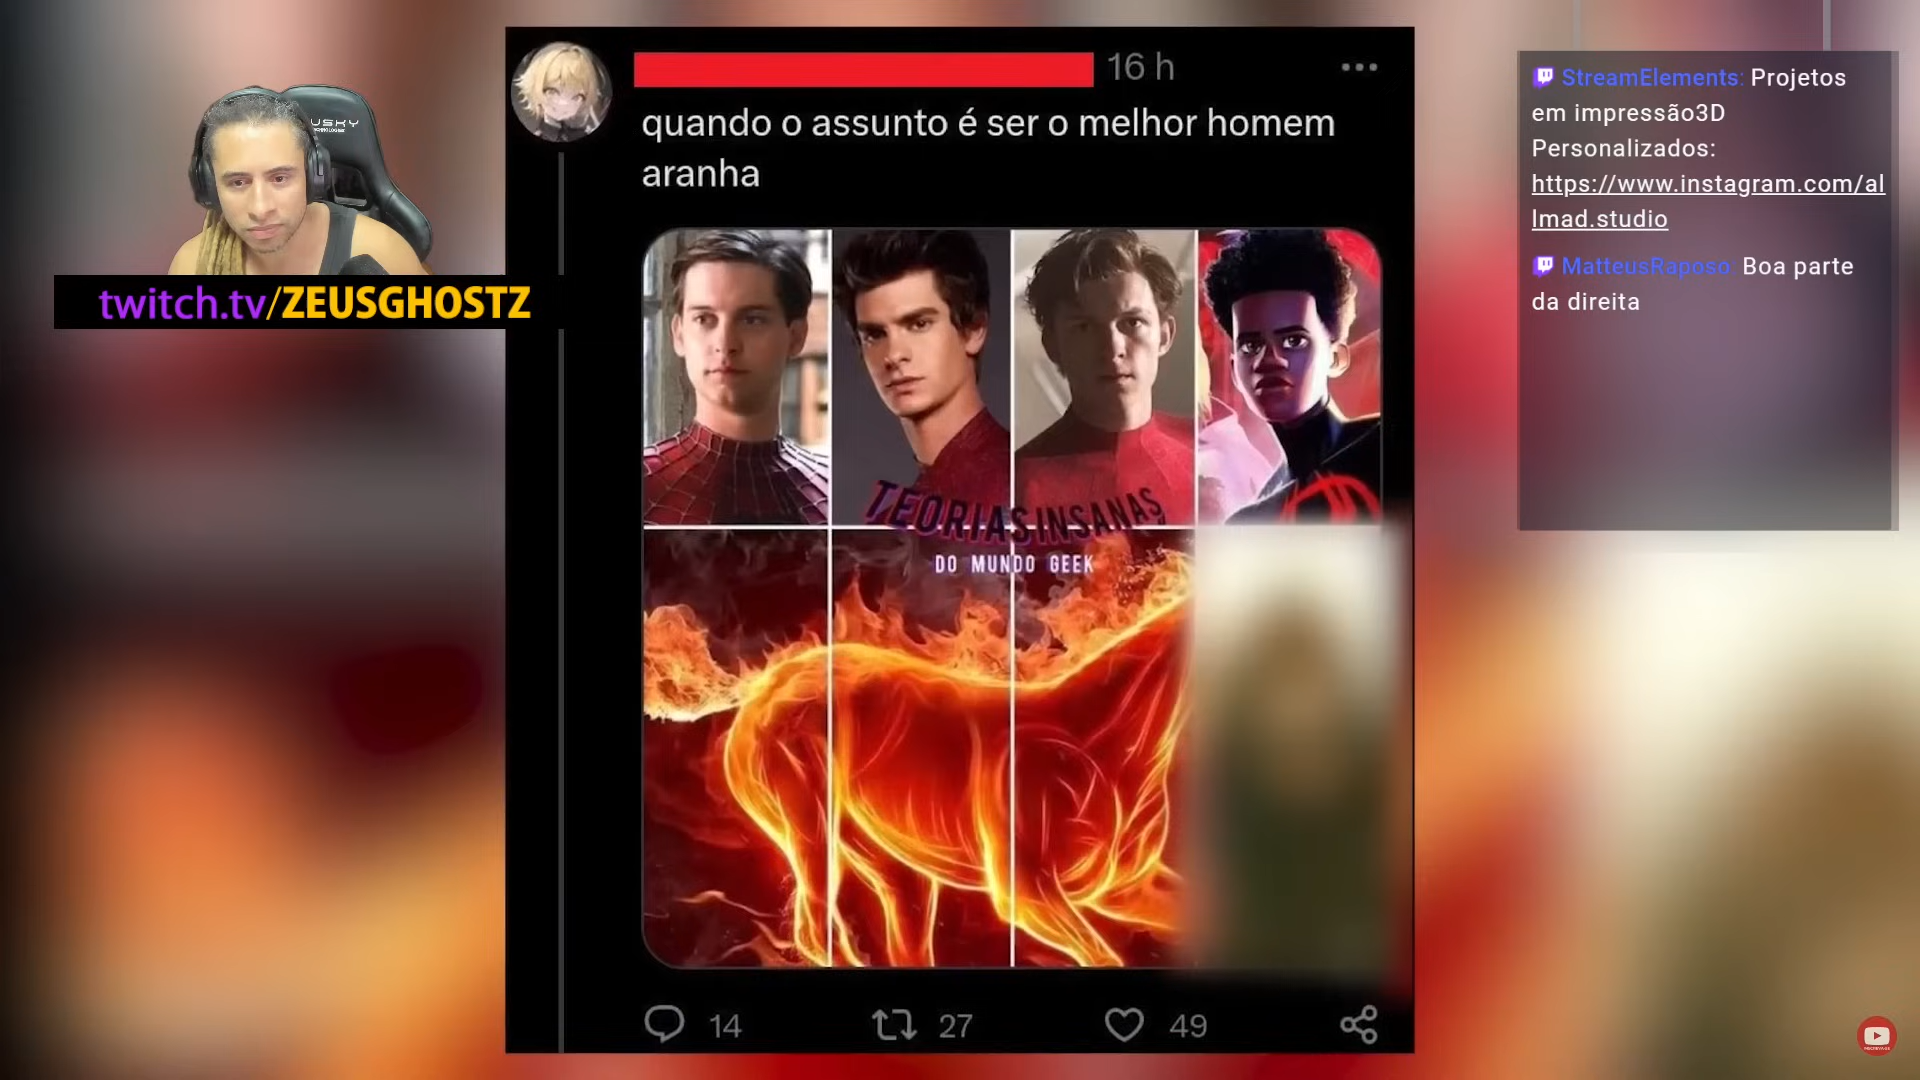 16 h
quando o assunto é ser o melhor homem
aranha
USKY
twitch.tv/ZEUSGHOSTZ
TEORIAS INSANAS
DO MUNDO GEEK
14
27
49
StreamElements: Projetos
em impressão3D
Personalizados:
https://www.instagram.com/al
lmad.studio
MatteusRaposo: Boa parte
da direita